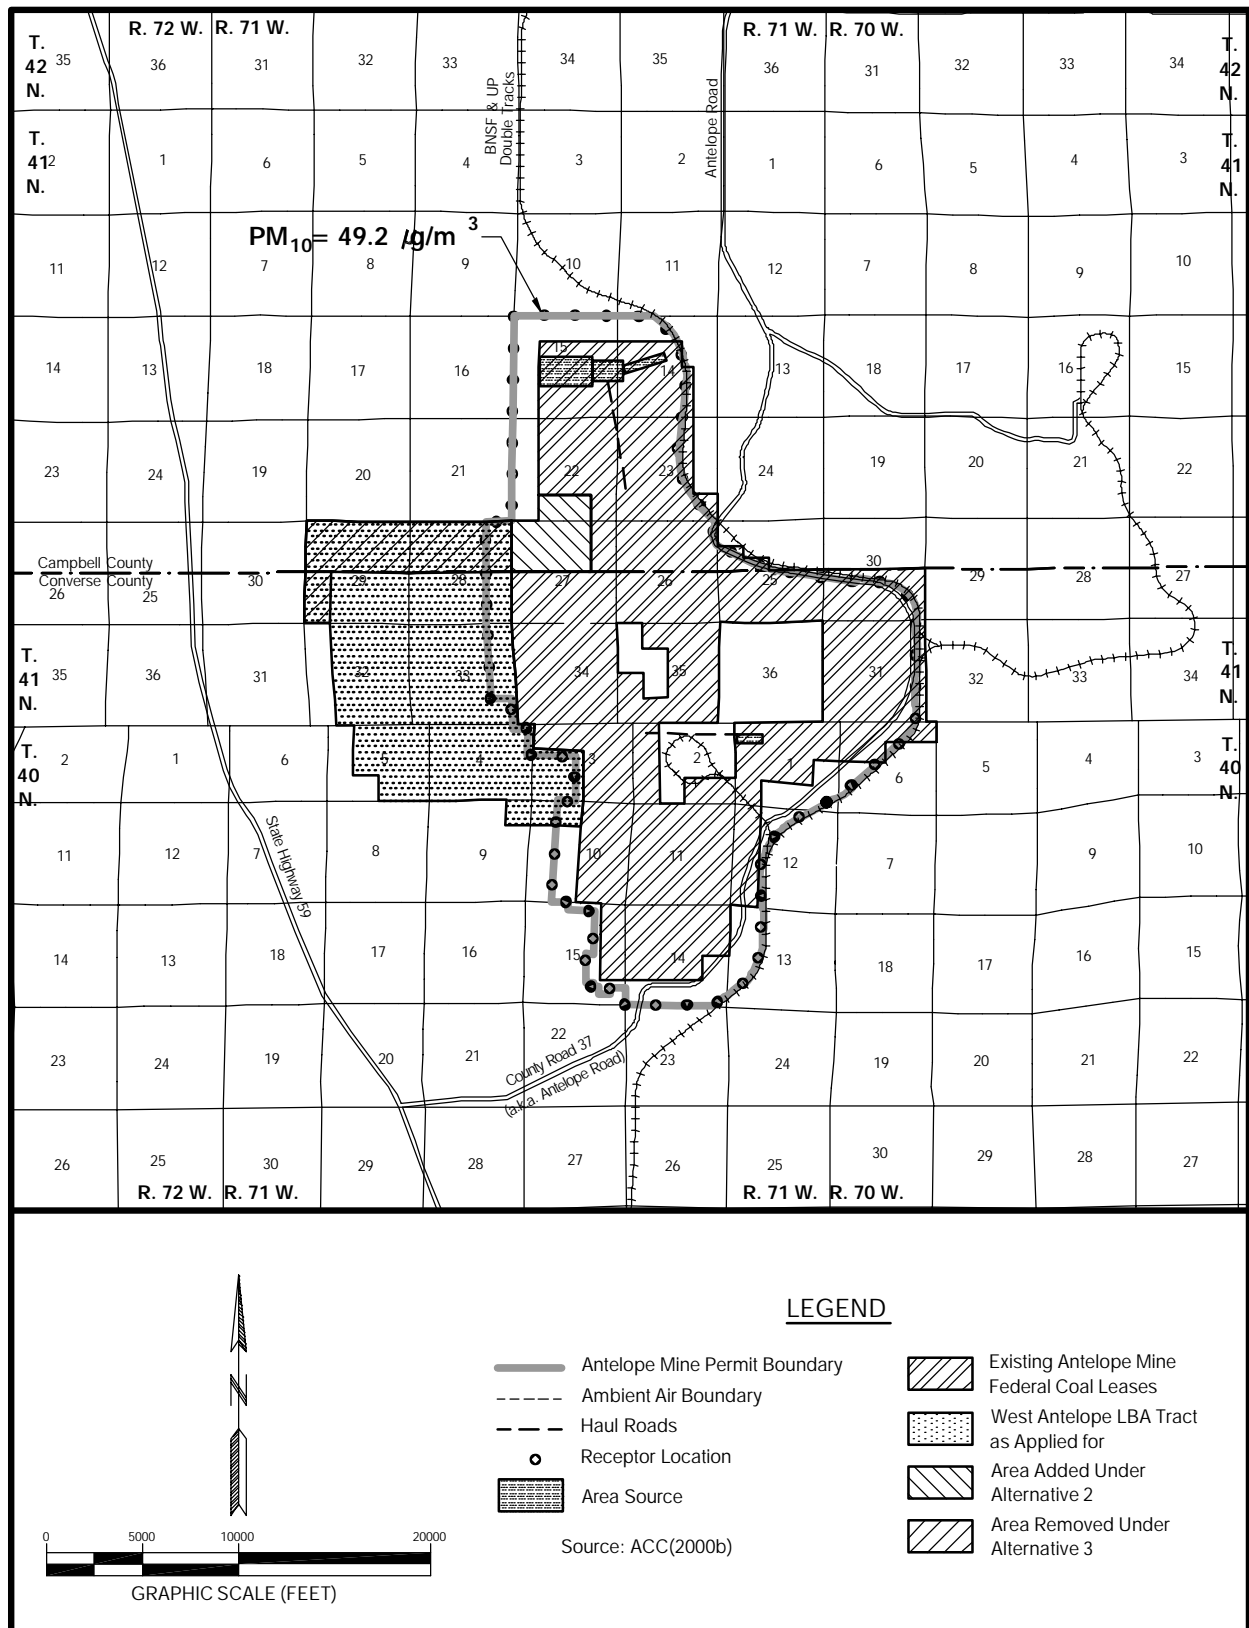 R. 72 W. R. 71 W. R. 71 W. R. 70 W.
T. 42 N. 35 36 31 32 33 34 35 36 31 32 33 34 T. 42 N.
BNSF & UP
Double Tracks
Antelope Road
T. 41 N. 2 1 6 5 4 3 2 1 6 5 4 3 T. 41 N.
PM10= 49.2 µg/m 3
11 12 7 8 9 10 11 12 7 8 9 10
14 13 18 17 16 15 14 13 18 17 16 15
23 24 19 20 21 22 23 24 19 20 21 22
Campbell County
Converse County
26 25 30 29 28 27 26 25 30 29 28 27
T. 41 N. 35 36 31 32 33 34 35 36 31 32 33 34 T. 41 N.
T. 40 N. 2 1 6 5 4 3 2 1 6 5 4 3 T. 40 N.
State Highway 59
11 12 7 8 9 10 11 12 7 9 10
14 13 18 17 16 15 14 13 18 17 16 15
23 24 19 20 21 22 23 24 19 20 21 22
County Road 37
(a.k.a. Antelope Road)
26 25 30 29 28 27 26 25 30 29 28 27
R. 72 W. R. 71 W. R. 71 W. R. 70 W.
LEGEND
Antelope Mine Permit Boundary
Ambient Air Boundary
Haul Roads
Receptor Location
Area Source
Source: ACC(2000b)
Existing Antelope Mine
Federal Coal Leases
West Antelope LBA Tract
as Applied for
Area Added Under
Alternative 2
Area Removed Under
Alternative 3
N
0 5000 10000 20000
GRAPHIC SCALE (FEET)